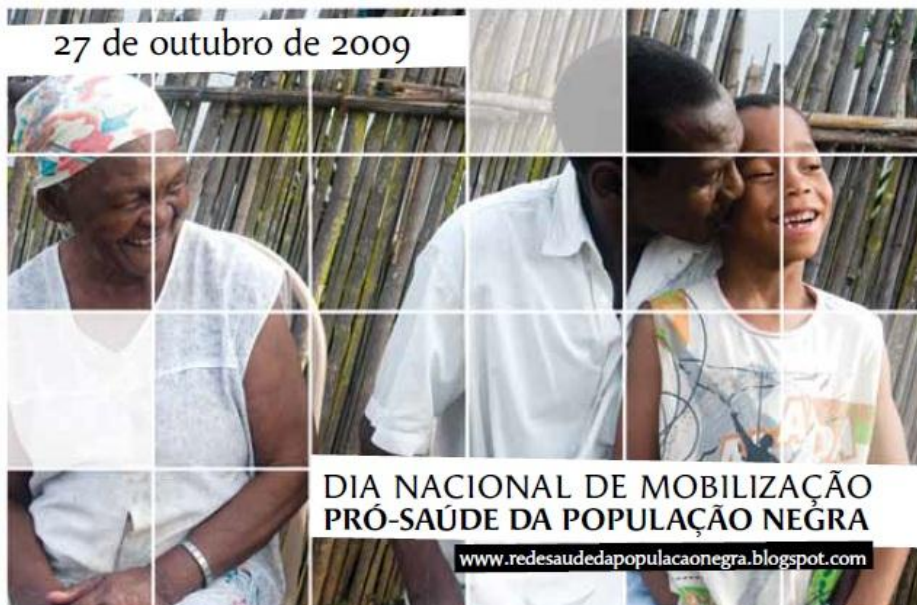 27 de outubro de 2009
DIA NACIONAL DE MOBILIZAÇÃO
PRÓ-SAÚDE DA POPULAÇÃO NEGRA
www.redesaudedapopulacaonegra.blogspot.com